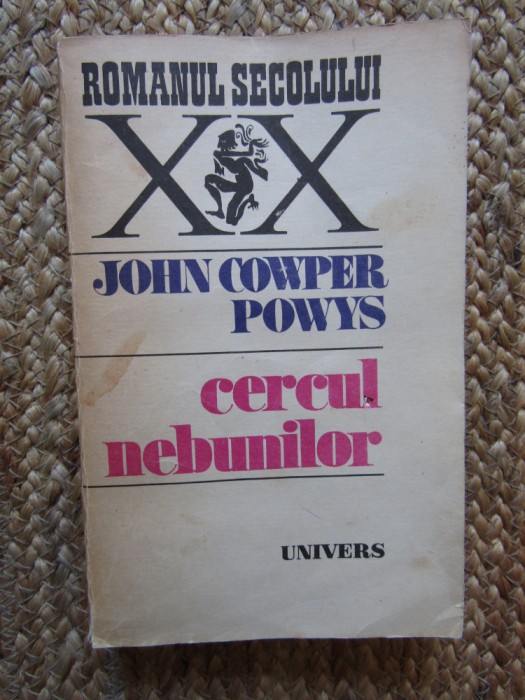 ROMANUL SECOLULUI
XX
JOHN COWPER
POWYS
cercul
nebunilor
UNIVERS